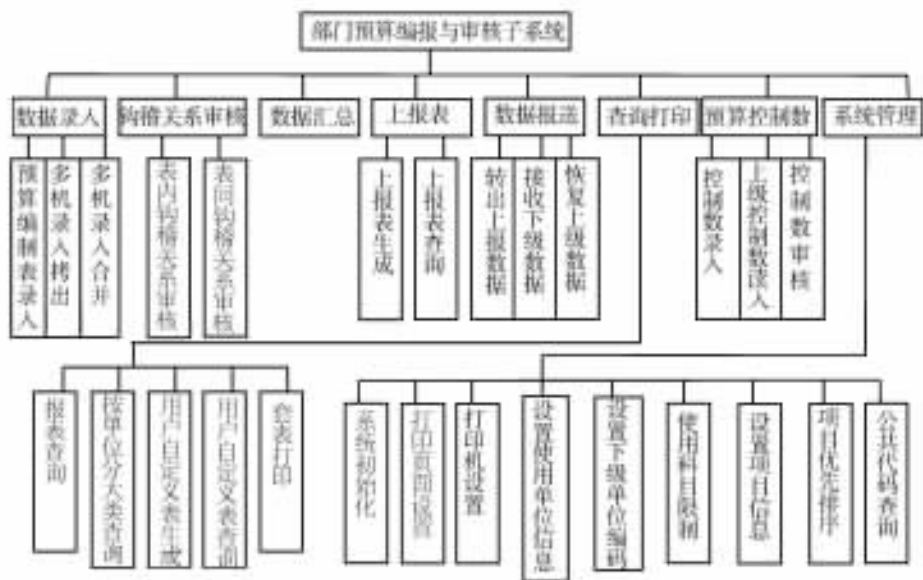 部门预算编报与审核子系统
数据录入
钩稽关系审核
数据汇总
上报表
数据报送
查询打印
预算控制数
系统管理
预算编制表录入
多机录入拷出
多机录入合并
表内钩稽关系审核
表间钩稽关系审核
上报表生成
上报表查询
转出上报数据
接收下级数据
恢复上级数据
控制数录入
上级控制数读入
控制数审核
报表查询
按单位分大类查询
用户自定义表生成
用户自定义表查询
套表打印
系统初始化
打印页面设置
打印机设置
设置使用单位信息
设置下级单位编码
使用科目限制
设置项目信息
项目优先排序
公共代码查询